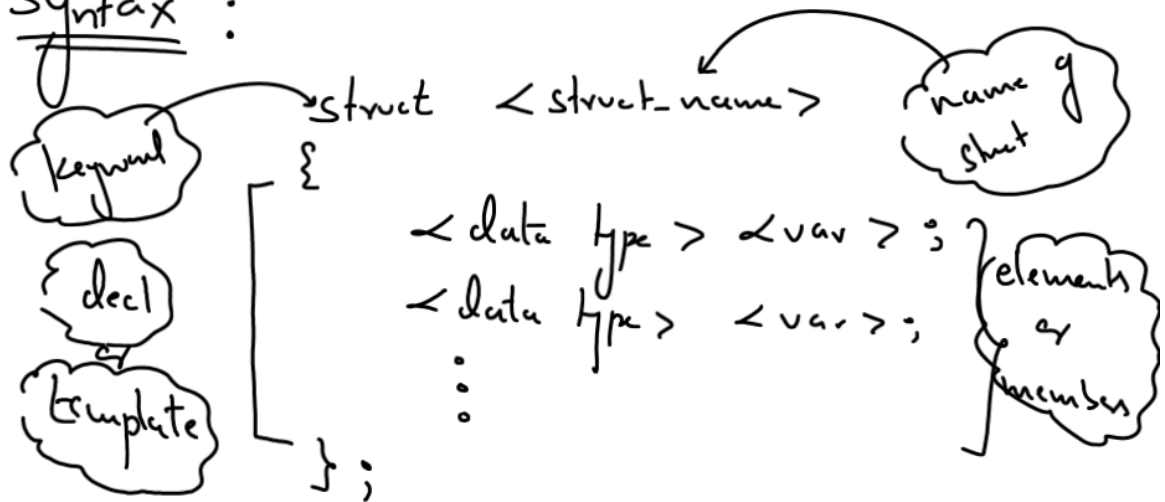 Syntax :
struct <struct_name>
name of
struct
keyword
{
<data type> <var>;
decl
or
template
<data type> <var>;
elements
or
members
};